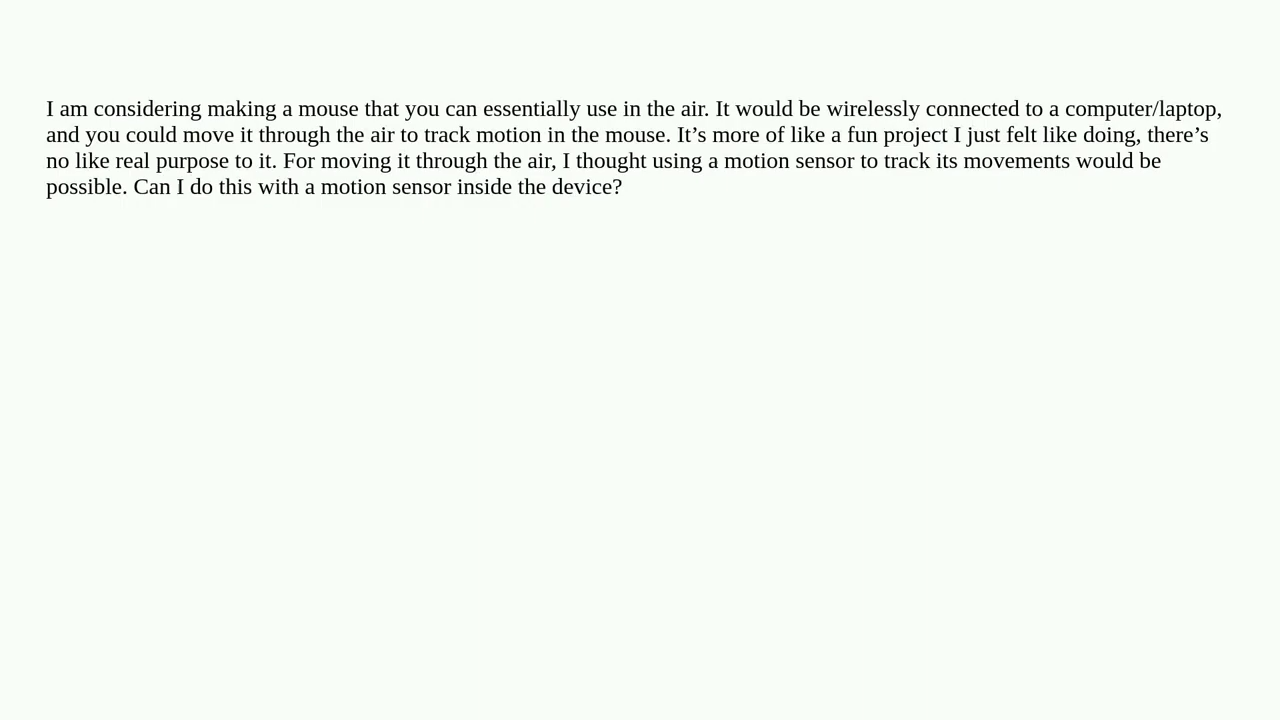 I am considering making a mouse that you can essentially use in the air. It would be wirelessly connected to a computer/laptop,
and you could move it through the air to track motion in the mouse. It’s more of like a fun project I just felt like doing, there’s
no like real purpose to it. For moving it through the air, I thought using a motion sensor to track its movements would be
possible. Can I do this with a motion sensor inside the device?